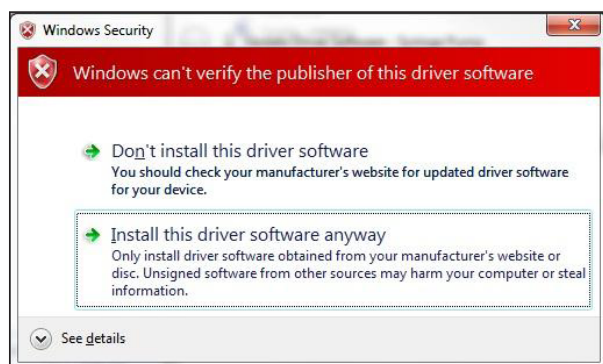 Windows Security
Windows can't verify the publisher of this driver software
Don't install this driver software
You should check your manufacturer's website for updated driver software
for your device.
Install this driver software anyway
Only install driver software obtained from your manufacturer's website or
disc. Unsigned software from other sources may harm your computer or steal
information.
See details